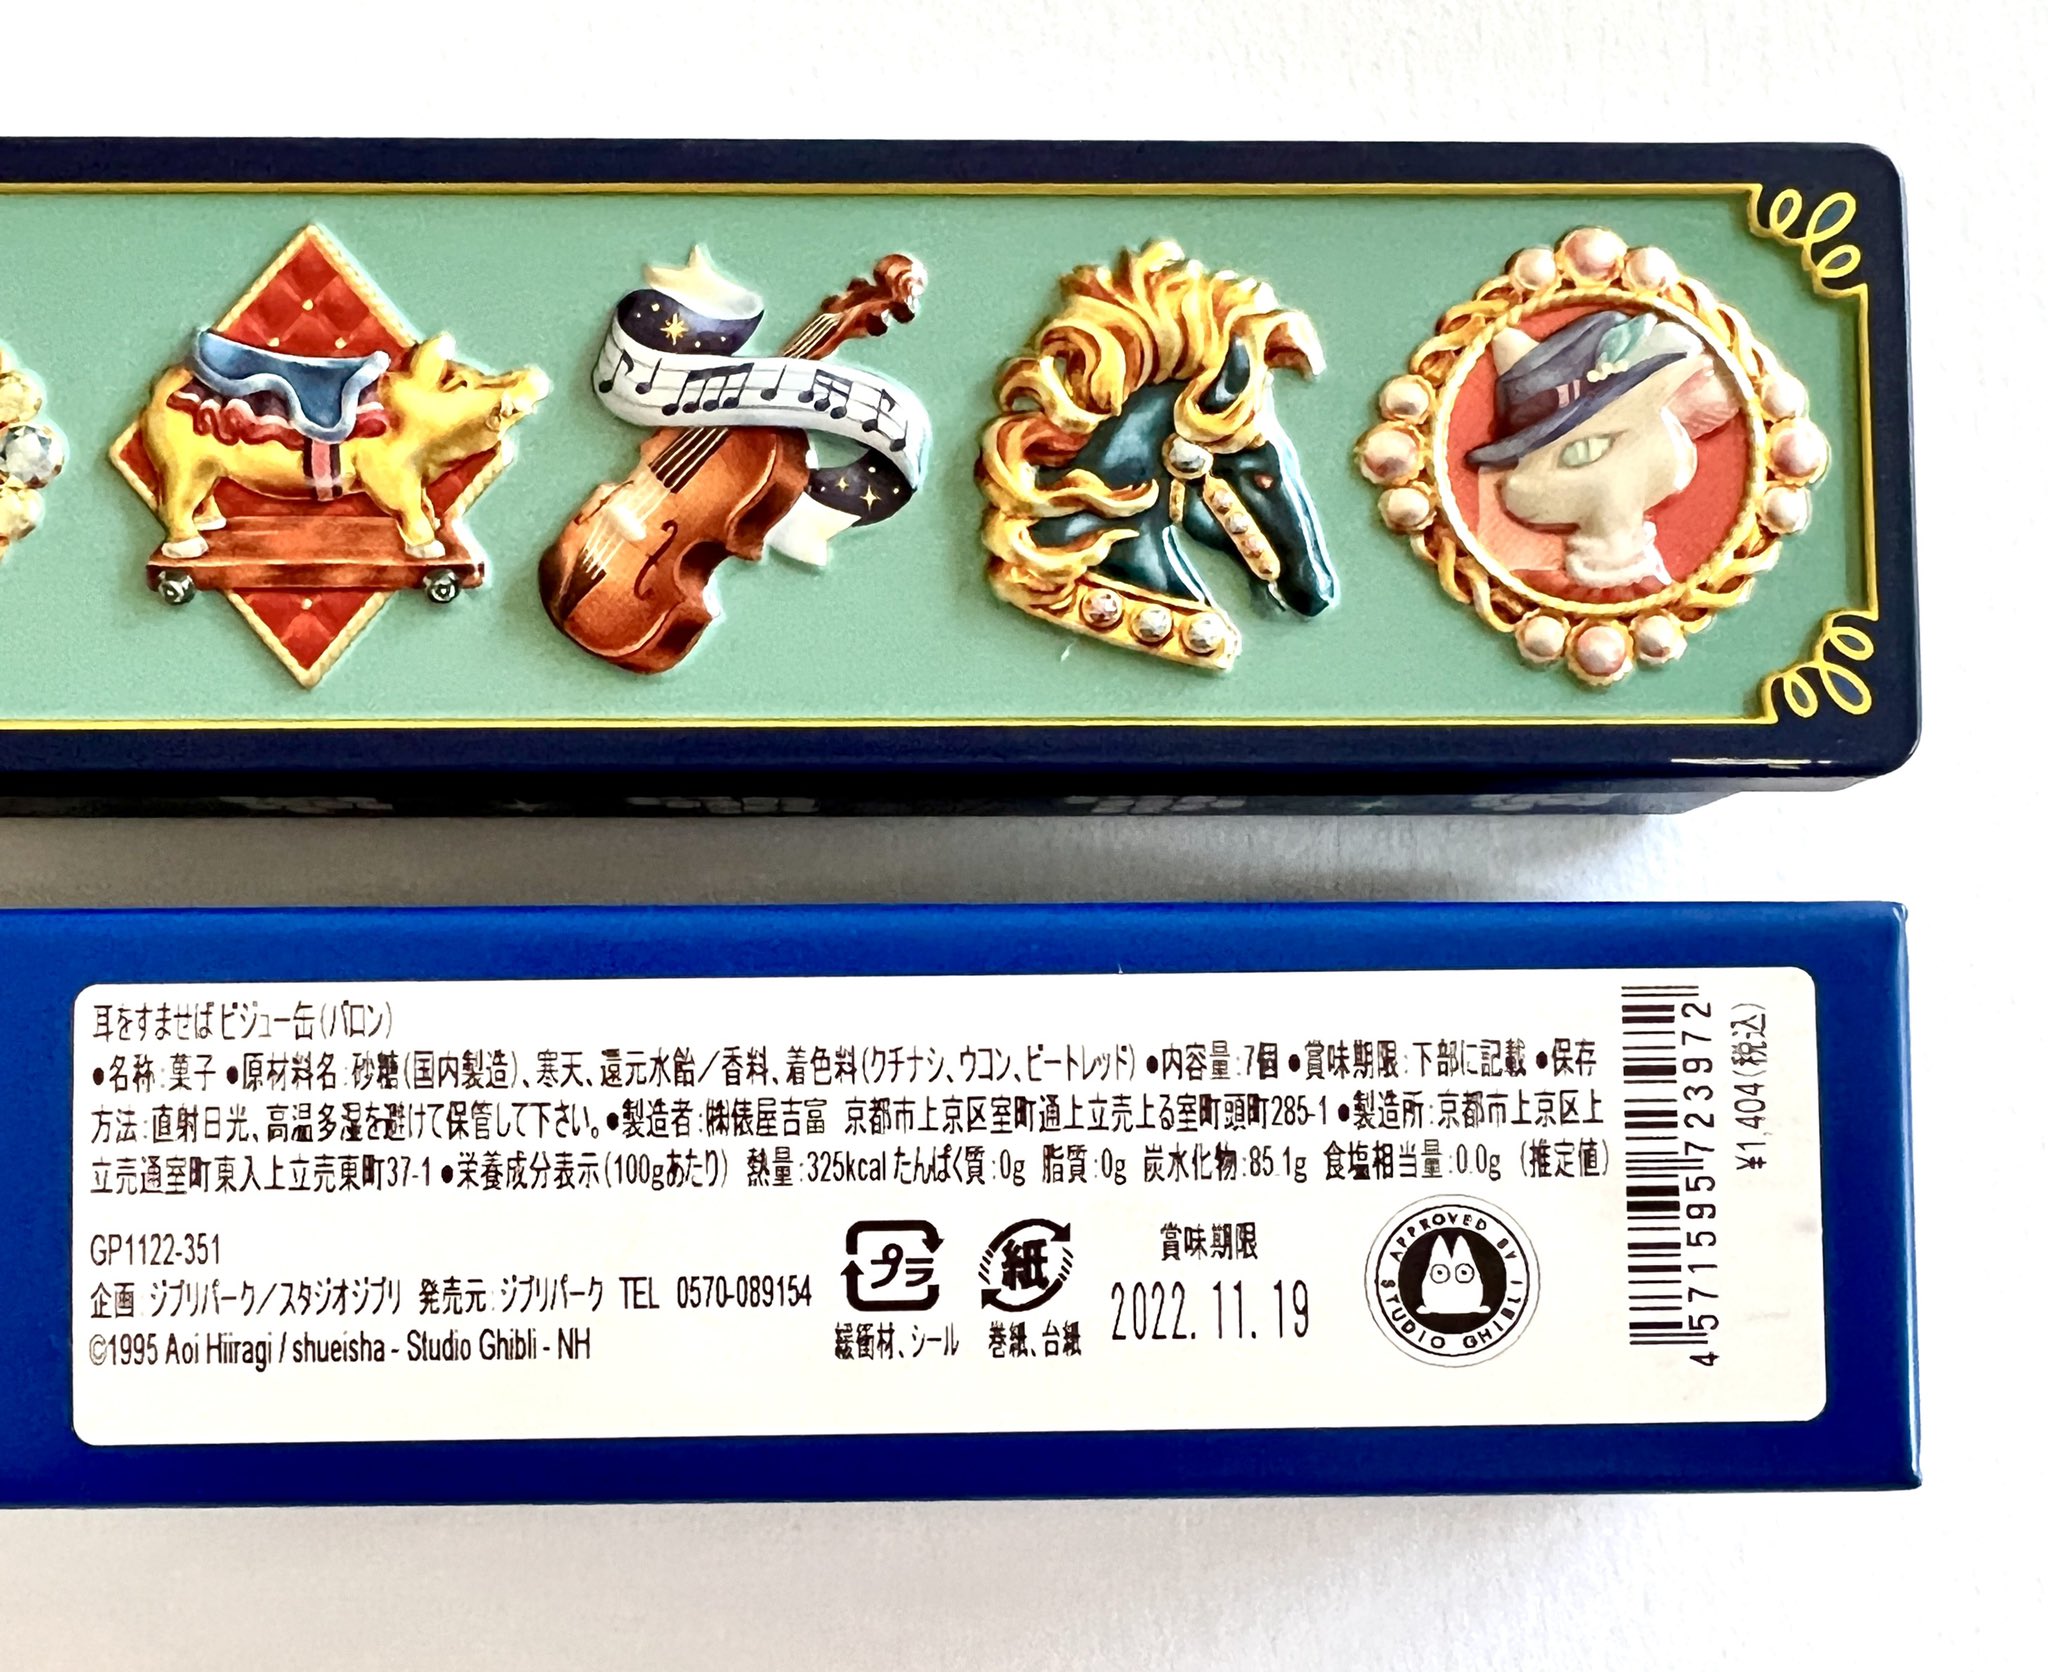 耳をすませば ビジュー缶(バロン)
●名称:菓子 ●原材料名:砂糖(国内製造)、寒天、還元水飴/香料、着色料(クチナシ、ウコン、ビートレッド) ●内容量:7個 ●賞味期限:下部に記載 ●保存
方法:直射日光、高温多湿を避けて保管して下さい。●製造者:㈱俵屋吉富 京都市上京区室町通上立売上る室町頭町285-1 ●製造所:京都市上京区上
立売通室町東入上立売東町37-1 ●栄養成分表示(100gあたり) 熱量:325kcal たんぱく質:0g 脂質:0g 炭水化物:85.1g 食塩相当量:0.0g (推定値)
GP1122-351
企画:ジブリパーク/スタジオジブリ 発売元:ジブリパーク TEL 0570-089154
©1995 Aoi Hiiragi / shueisha - Studio Ghibli - NH
プラ
緩衝材、シール
紙
巻紙、台紙
賞味期限
2022.11.19
APPROVED BY STUDIO GHIBLI
4571595723972
¥1,404(税込)